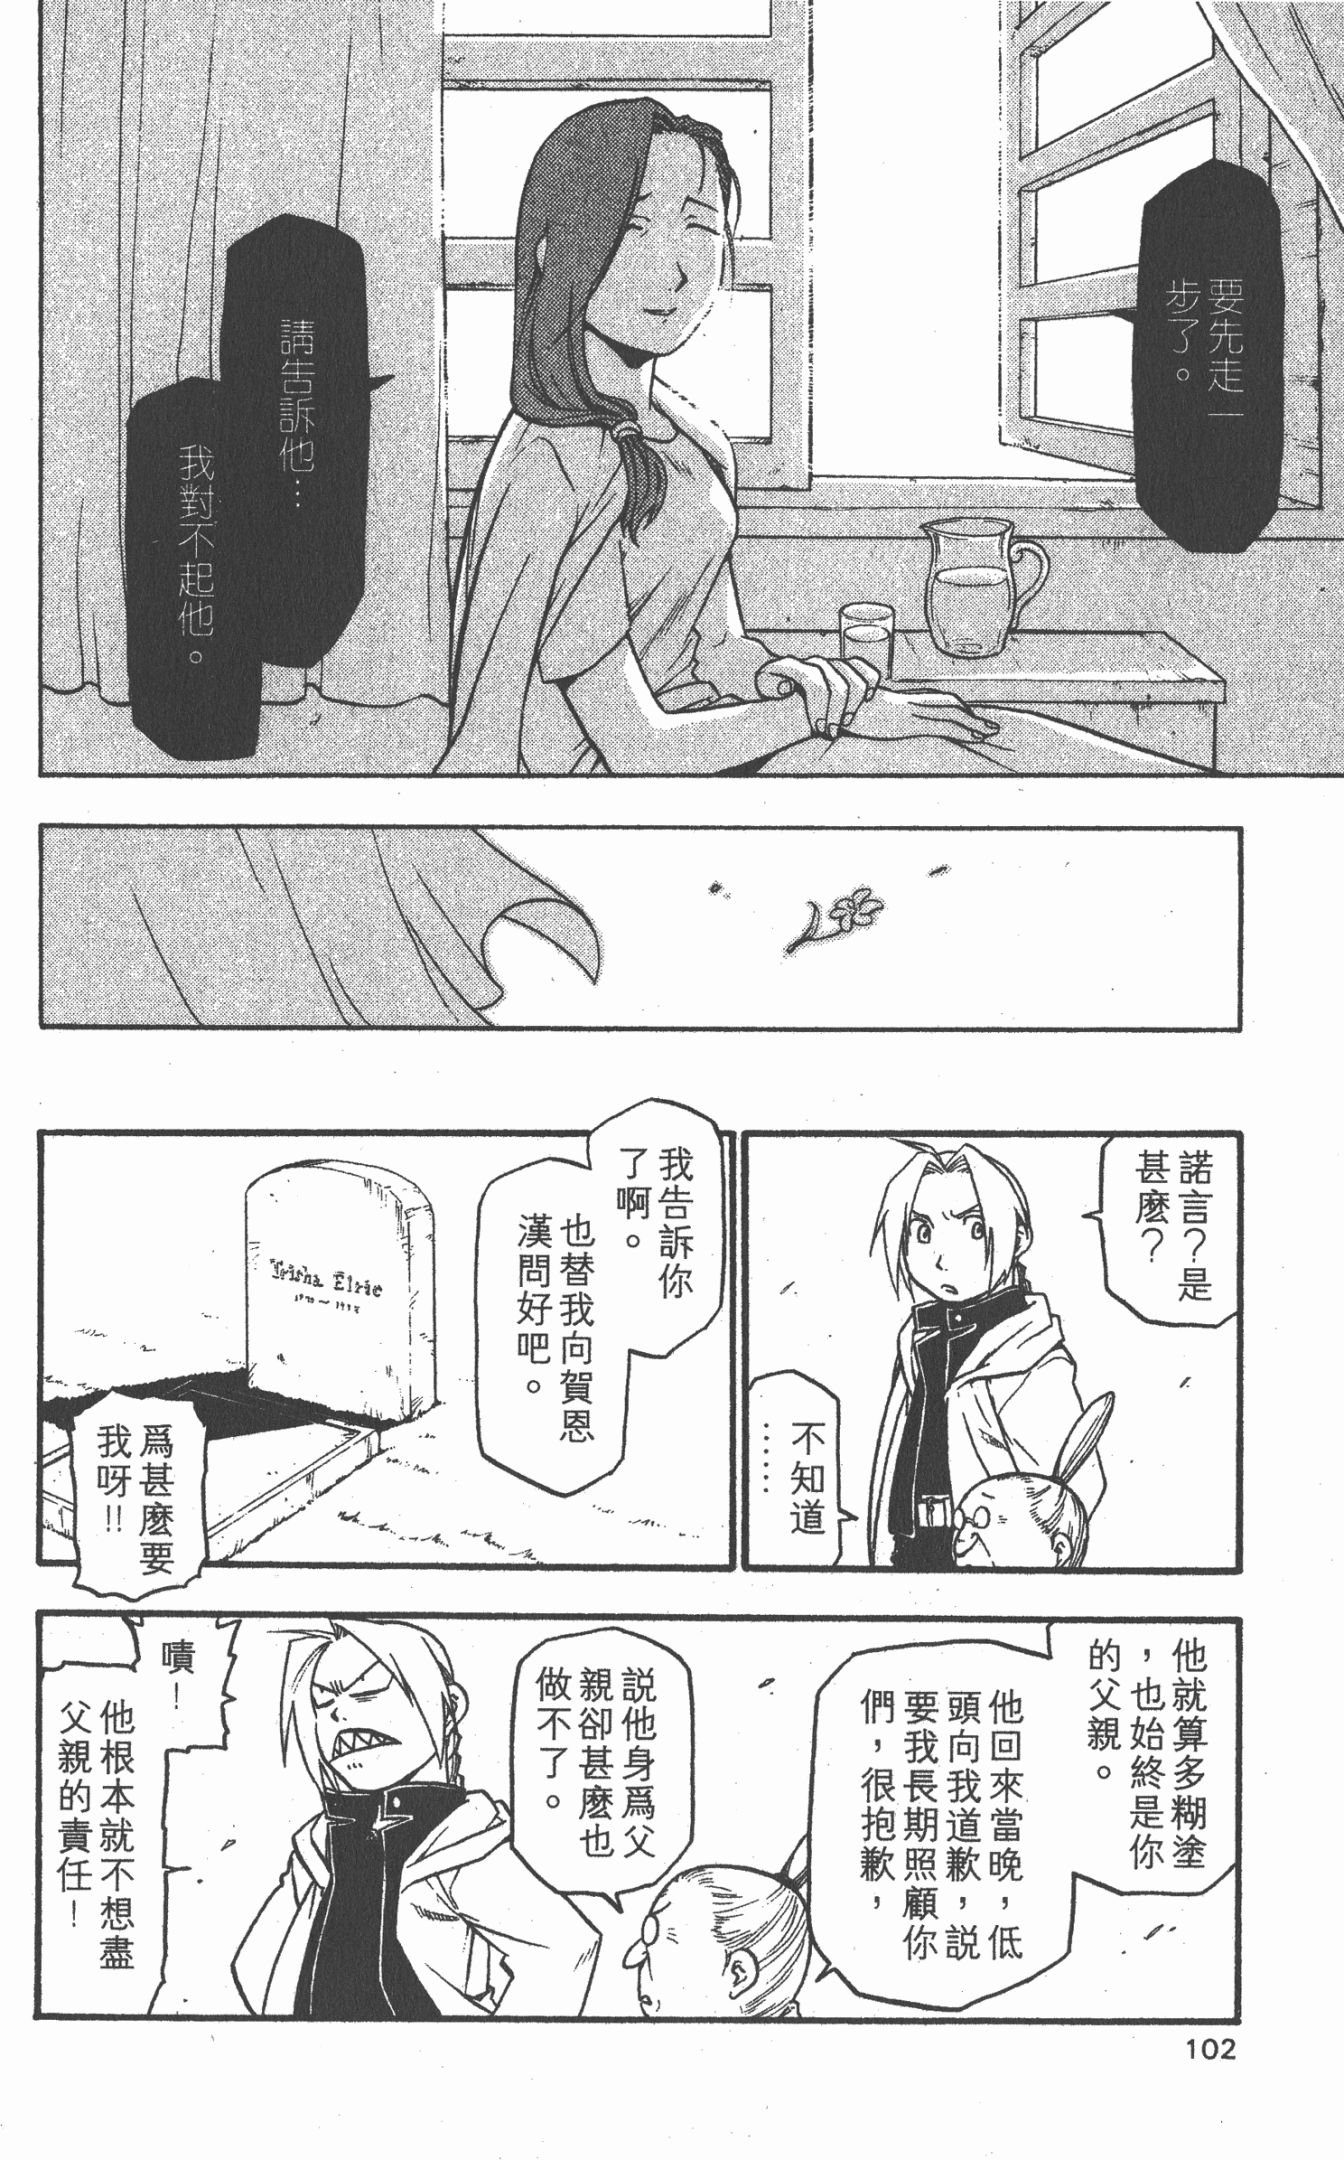 要先走一
步了。
請告訴他…
我對不起他。
諾言？是
甚麼？
不知道
……
我告訴你
了啊。
也替我向賀恩
漢問好吧。
Trisha Elric
爲甚麼要
我呀!!
他就算多糊塗
，也始終是你
的父親。
他回來當晚，低
頭向我道歉，說
要我長期照顧你
們，很抱歉，
說他身爲父
親卻甚麼也
做不了。
嘖！
他根本就不想盡
父親的責任！
102